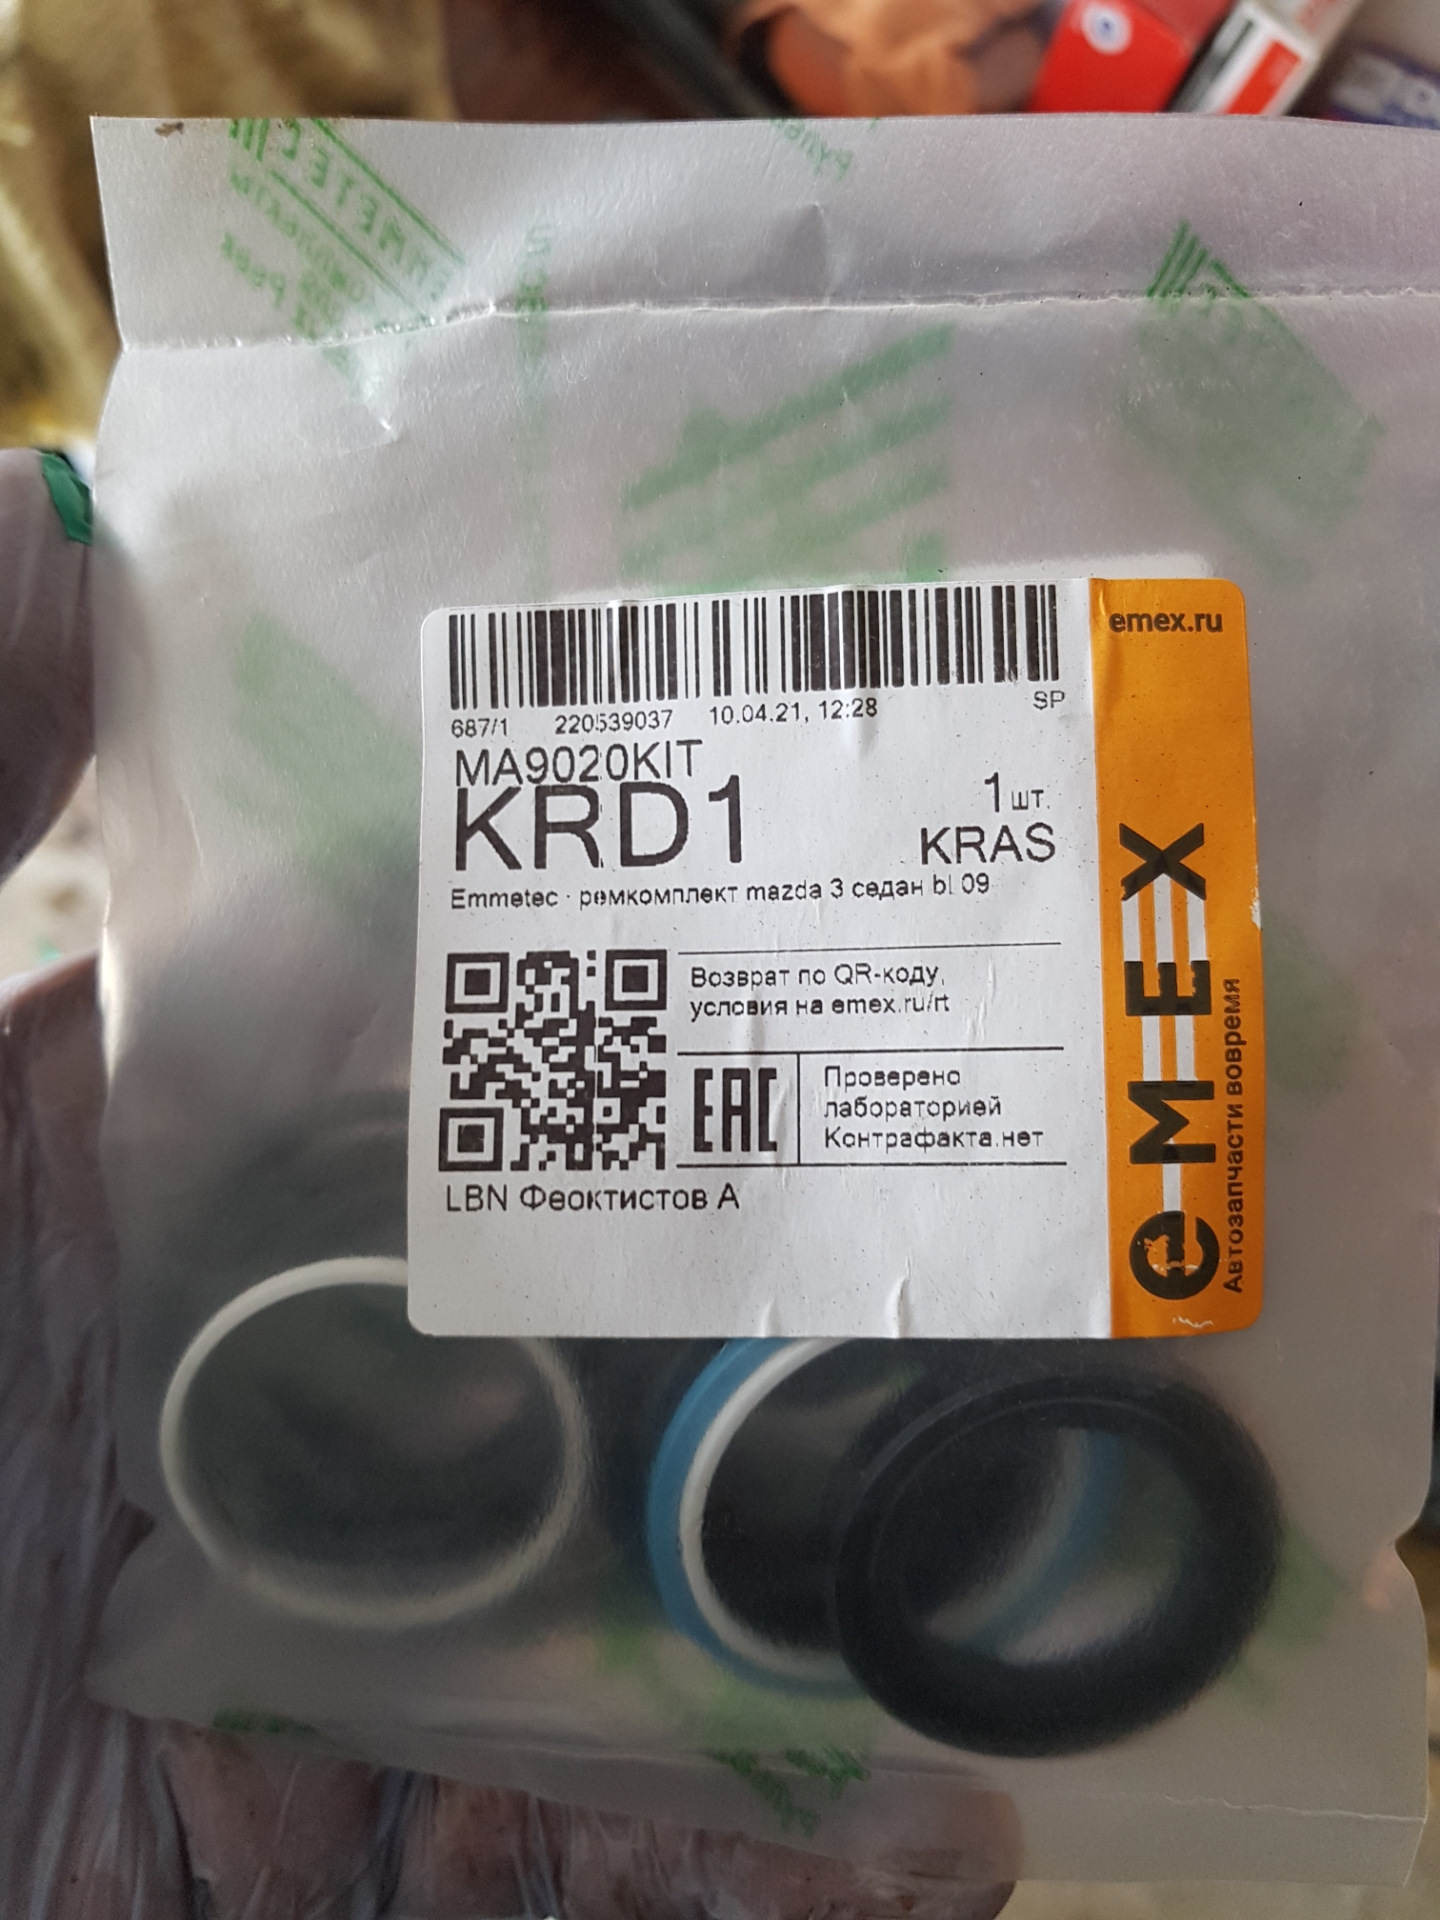 emex.ru
687/1 220539037 10.04.21, 12:28 SP
MA9020KIT
KRD1
1 шт.
KRAS
Emmetec · ремкомплект mazda 3 седан bl 09
Возврат по QR-коду,
условия на emex.ru/rt
EAC
Проверено
лабораторией
Контрафакта.нет
LBN Феоктистов А
e-MEX
Автозапчасти вовремя
EMMETEC